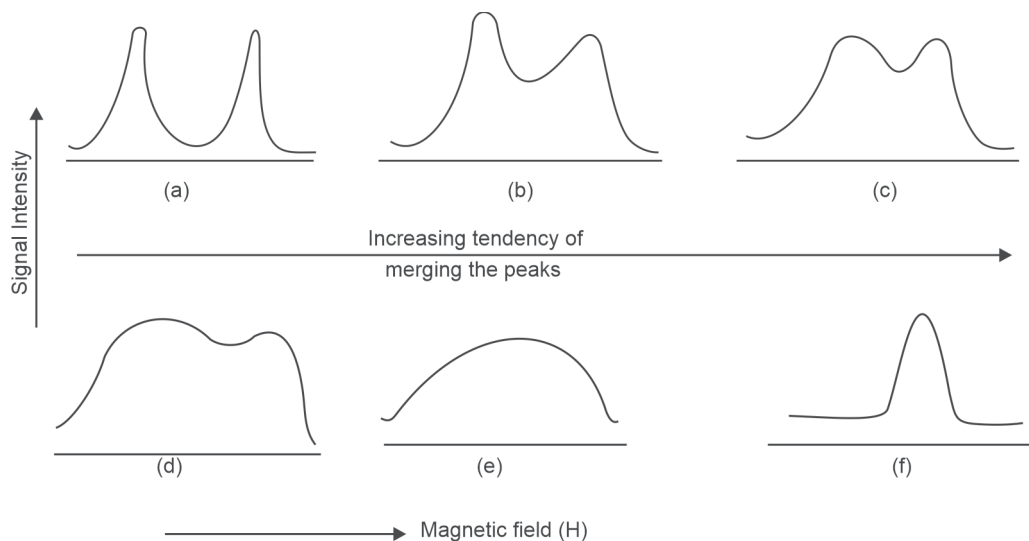 Signal Intensity
(a)
(b)
(c)
Increasing tendency of
merging the peaks
(d)
(e)
(f)
Magnetic field (H)